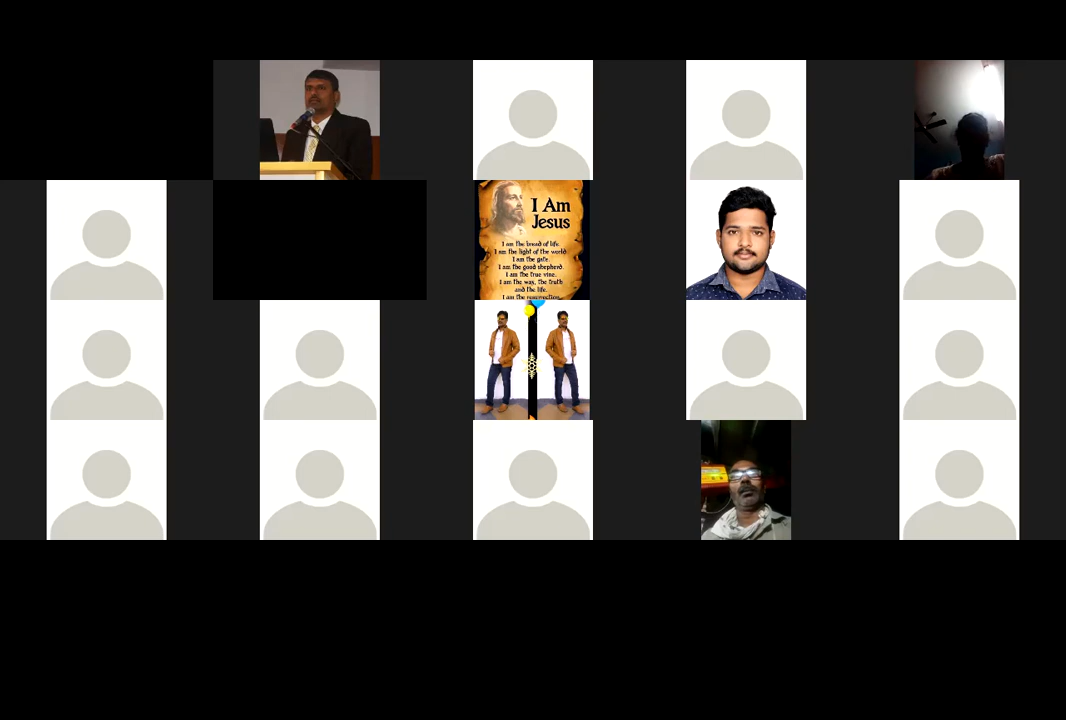 I Am
Jesus
I am the bread of life.
I am the light of the world
I am the gate.
I am the good shepherd.
I am the true vine.
I am the way, the truth
and the life.
I am the resurrection